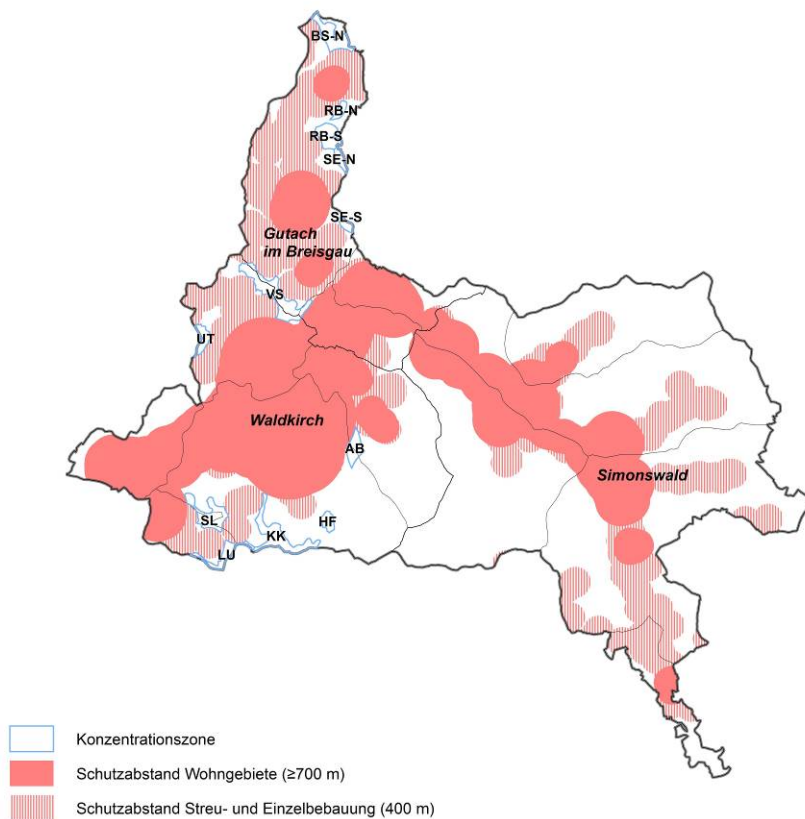 BS-N
RB-N
RB-S
SE-N
SE-S
Gutach
im Breisgau
VS
UT
Waldkirch
AB
Simonswald
SL
HF
KK
LU
Konzentrationszone
Schutzabstand Wohngebiete (≥700 m)
Schutzabstand Streu- und Einzelbebauung (400 m)